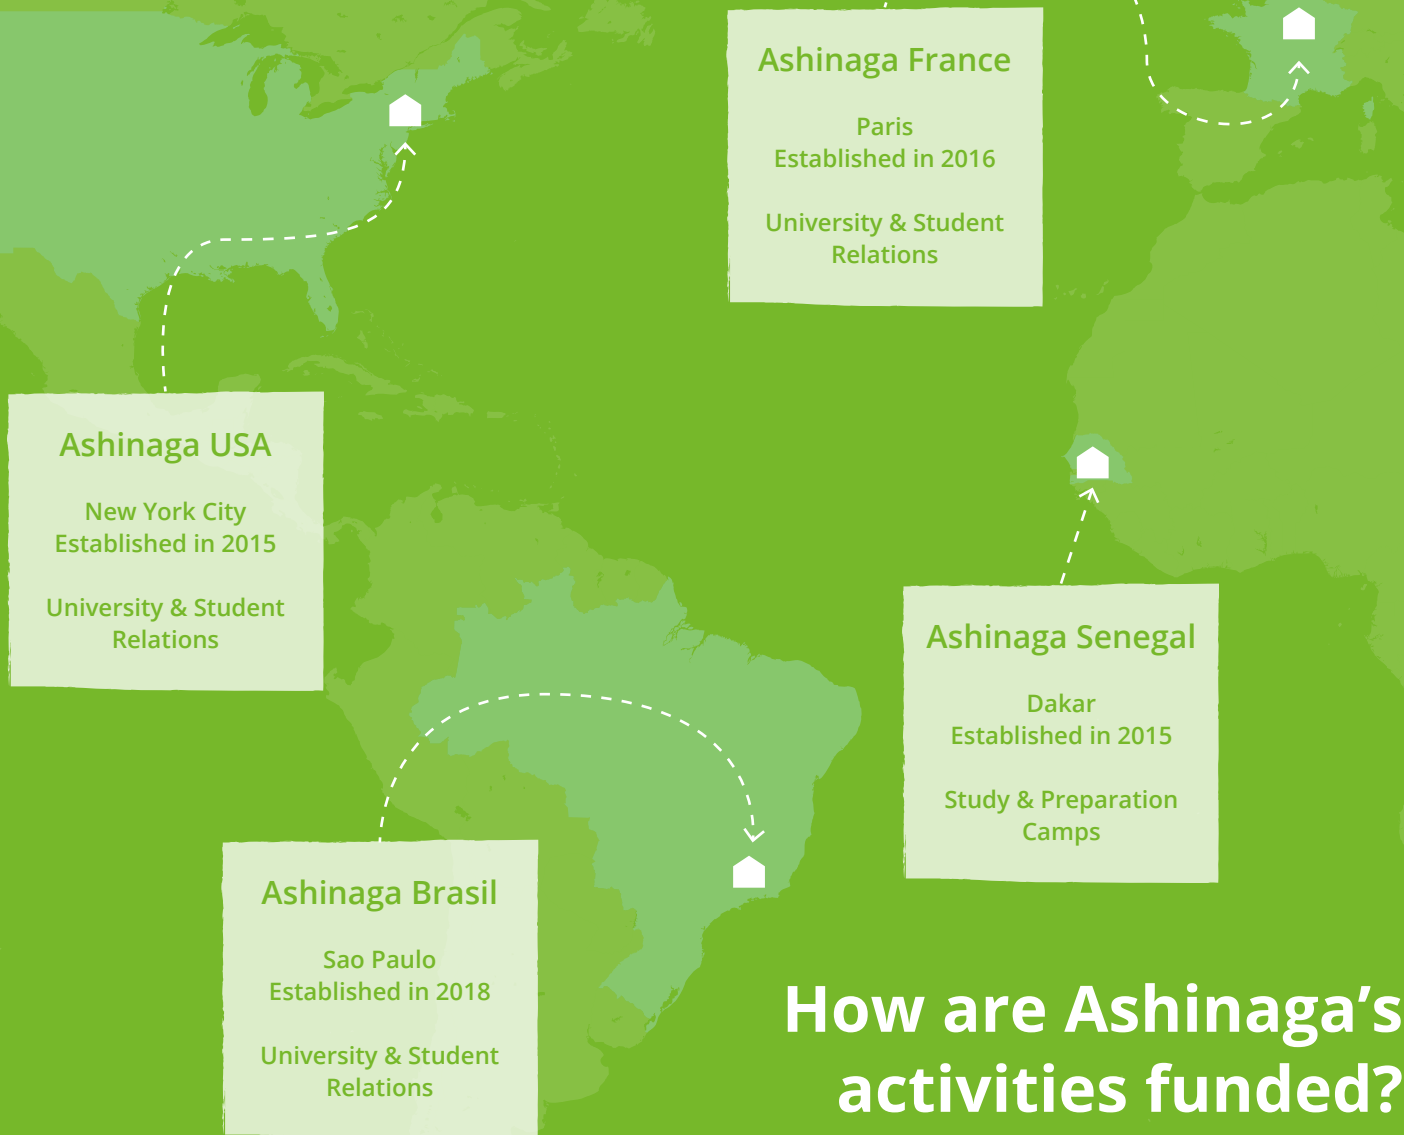 Ashinaga France
Paris
Established in 2016
University & Student
Relations
Ashinaga USA
New York City
Established in 2015
University & Student
Relations
Ashinaga Senegal
Dakar
Established in 2015
Study & Preparation
Camps
Ashinaga Brasil
Sao Paulo
Established in 2018
University & Student
Relations
How are Ashinaga’s
activities funded?